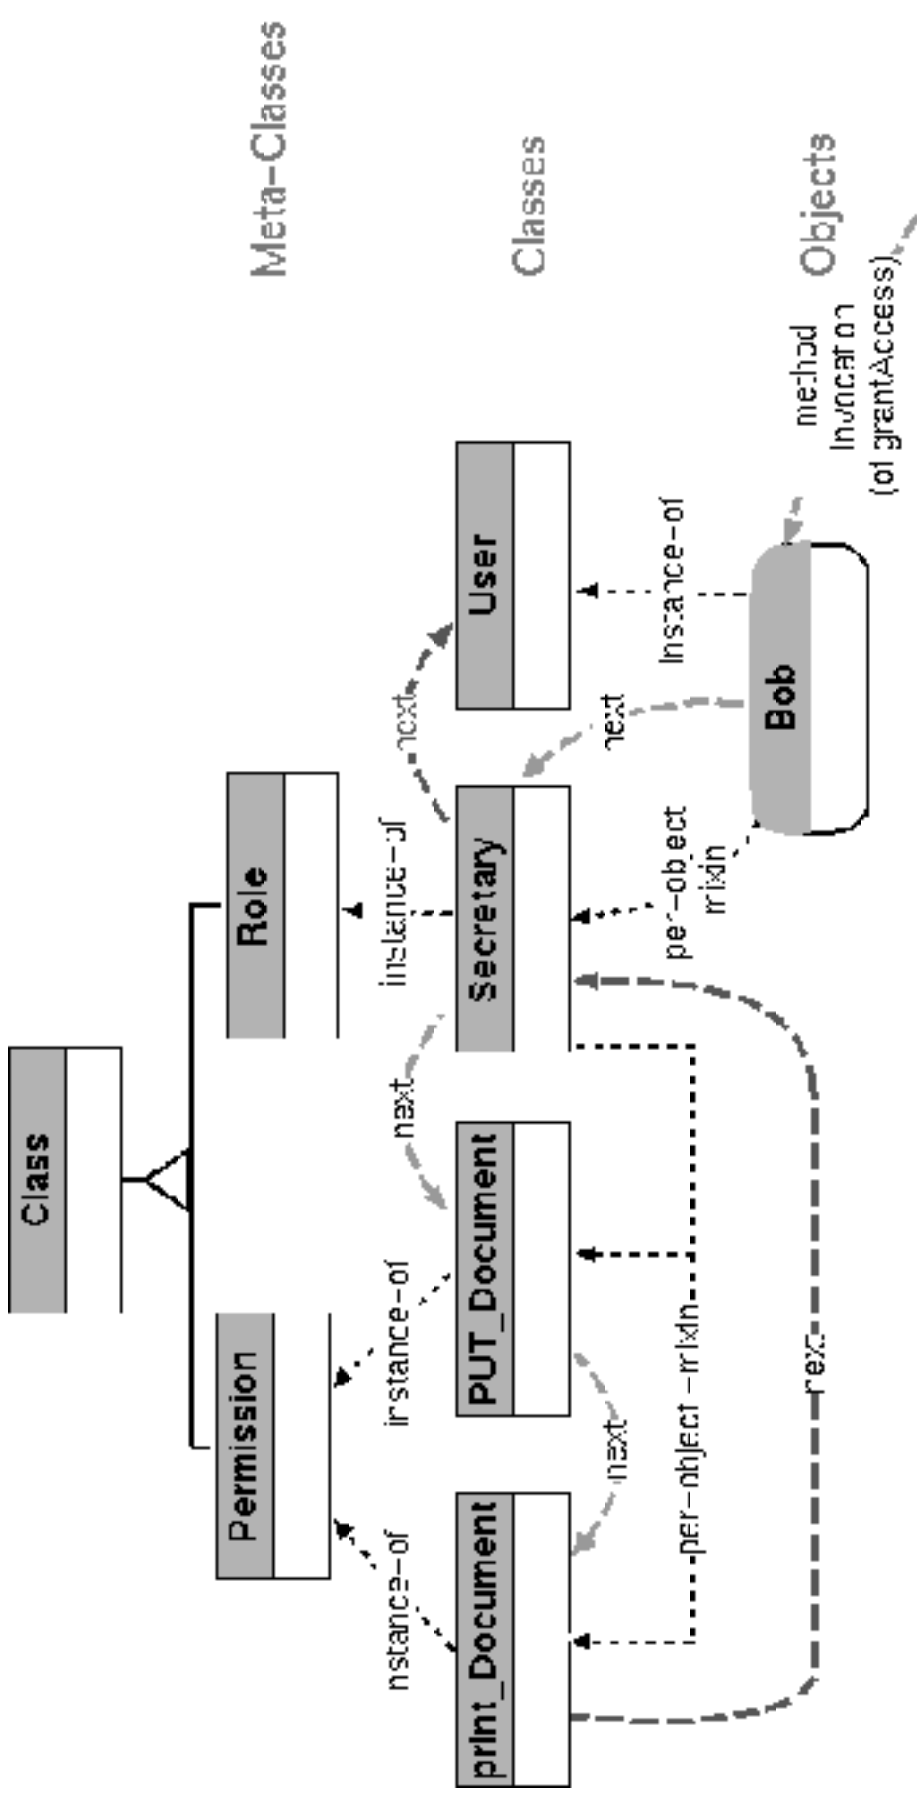 Class
Meta-Classes
Permission
Role
instance-of
instance-of
instance-of
next
next
Classes
print_Document
PUT_Document
Secretary
User
next
next
per-object
mixin
instance-of
per-object-mixin
Objects
Bob
method
invocation
(of grantAccess)
next